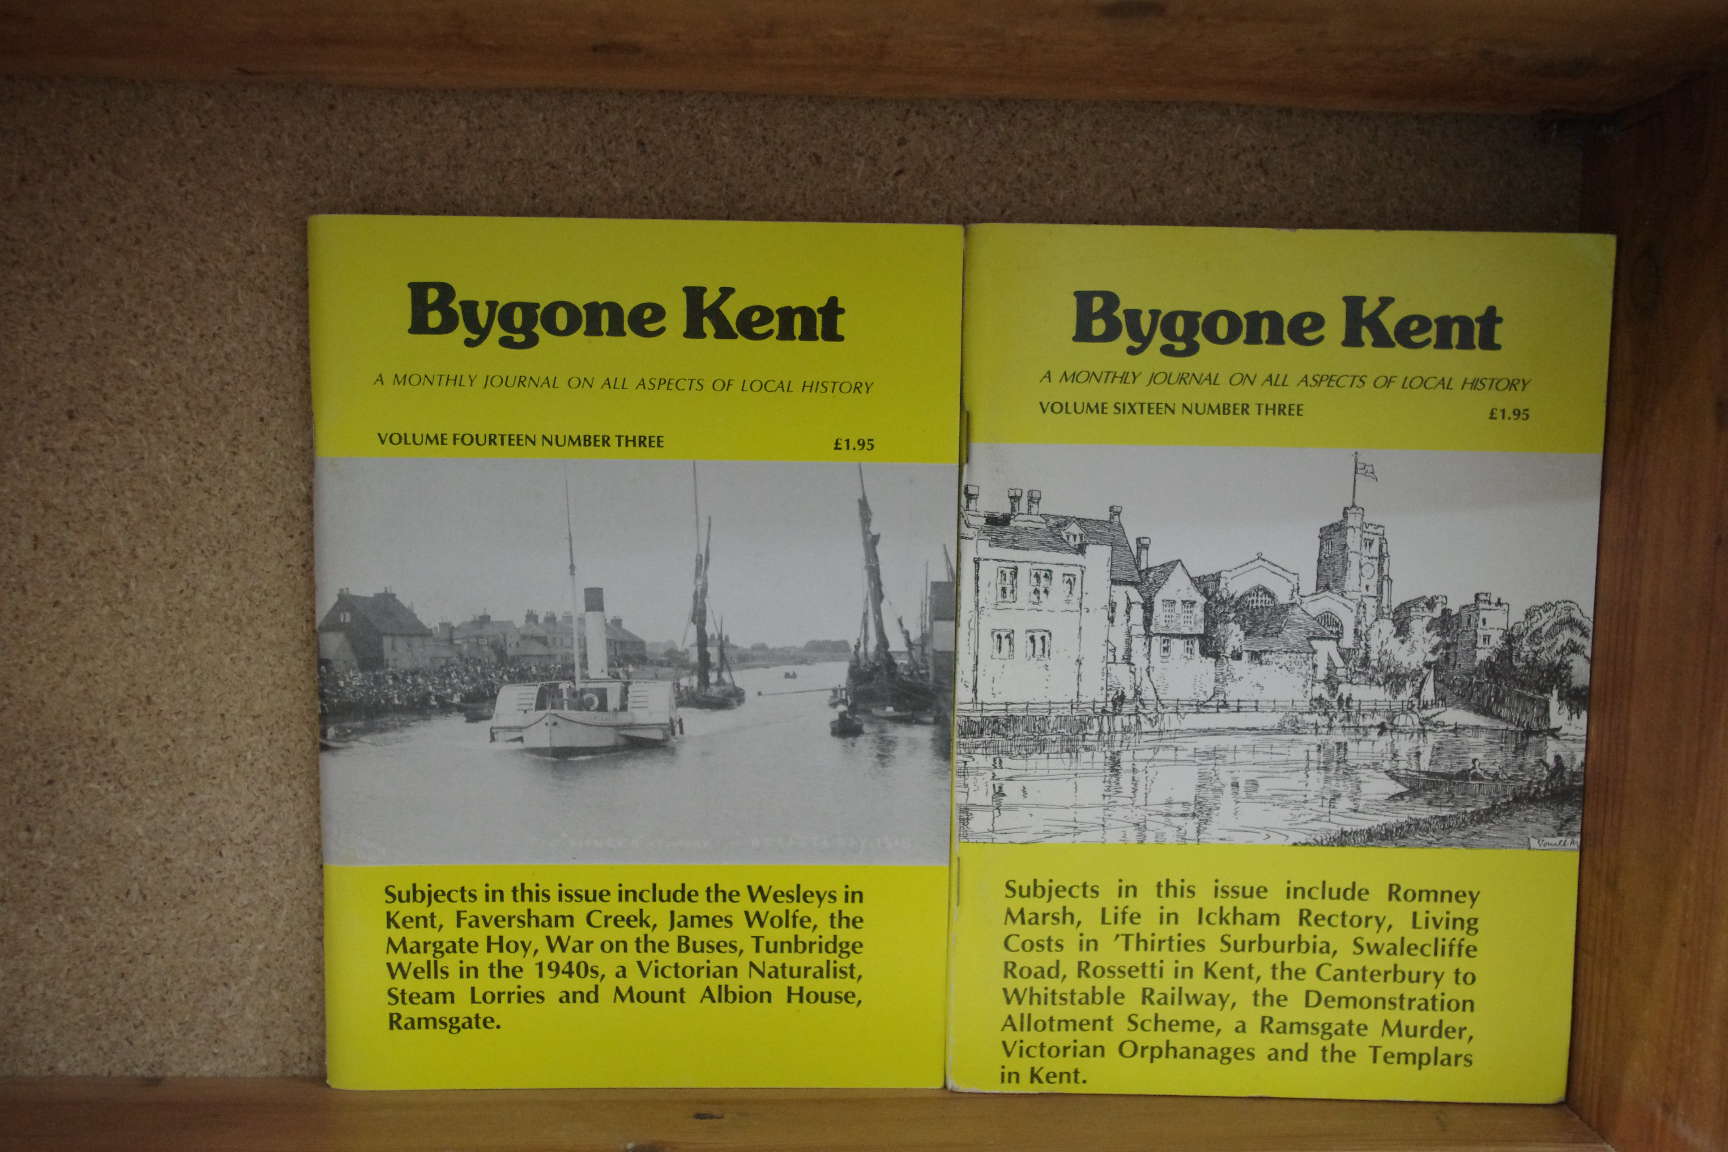 Bygone Kent
A MONTHLY JOURNAL ON ALL ASPECTS OF LOCAL HISTORY
VOLUME FOURTEEN NUMBER THREE £1.95
Subjects in this issue include the Wesleys in
Kent, Faversham Creek, James Wolfe, the
Margate Hoy, War on the Buses, Tunbridge
Wells in the 1940s, a Victorian Naturalist,
Steam Lorries and Mount Albion House,
Ramsgate.
Bygone Kent
A MONTHLY JOURNAL ON ALL ASPECTS OF LOCAL HISTORY
VOLUME SIXTEEN NUMBER THREE £1.95
Subjects in this issue include Romney
Marsh, Life in Ickham Rectory, Living
Costs in 'Thirties Surburbia, Swalecliffe
Road, Rossetti in Kent, the Canterbury to
Whitstable Railway, the Demonstration
Allotment Scheme, a Ramsgate Murder,
Victorian Orphanages and the Templars
in Kent.